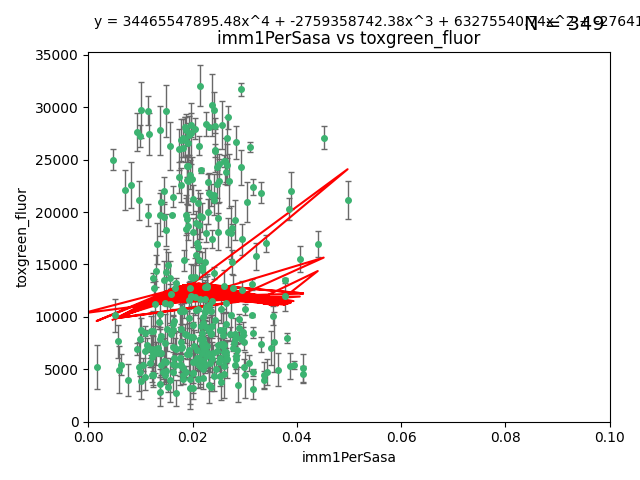 y = 34465547895.48x^4 + -2759358742.38x^3 + 
N = 349
imm1PerSasa vs toxgreen_fluor
35000
30000
25000
20000
15000
10000
5000
0
toxgreen_fluor
0.00 0.02 0.04 0.06 0.08 0.10
imm1PerSasa